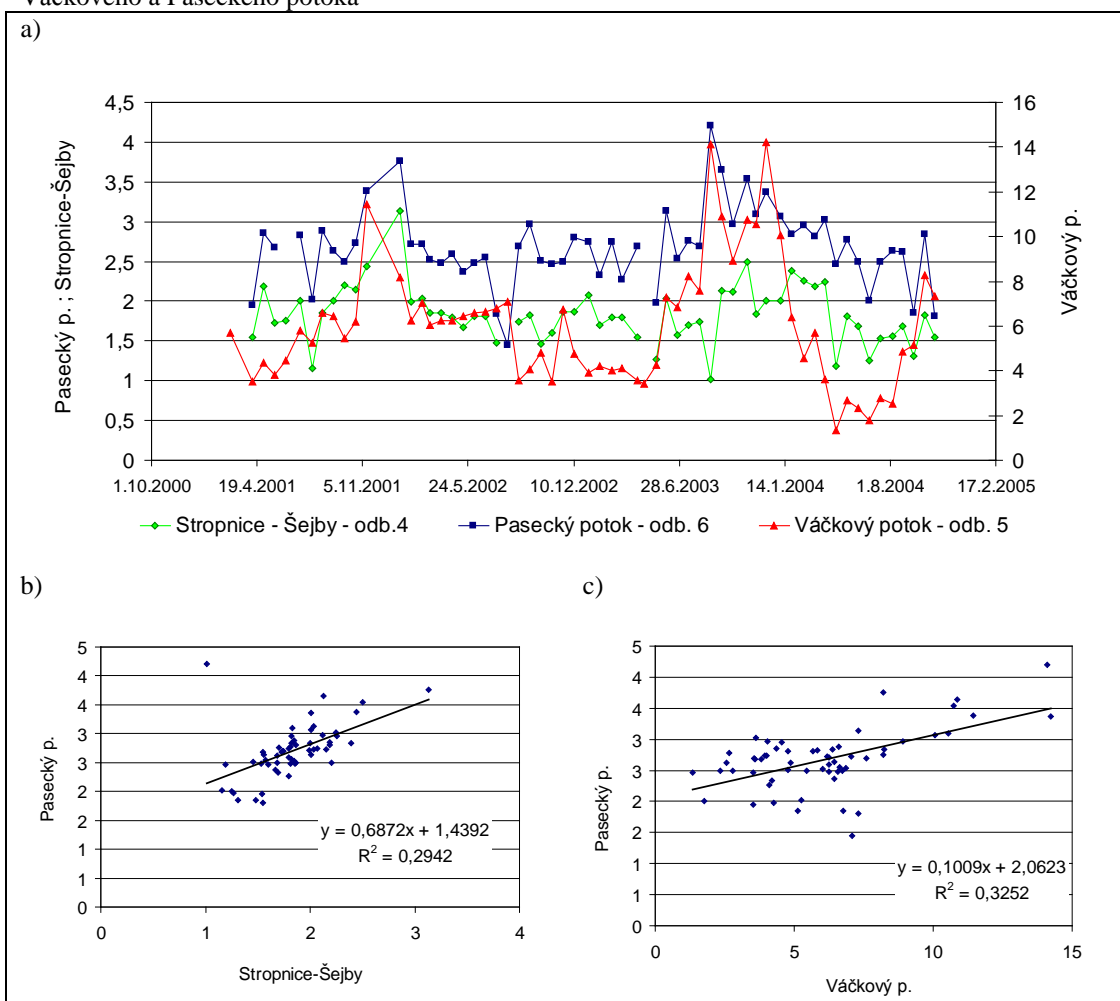 Váčkového a Paseckého potoka
a)
4,5
4
3,5
3
2,5
2
1,5
1
0,5
0
Pasecký p. ; Stropnice-Šejby
16
14
12
10
8
6
4
2
0
Váčkový p.
1.10.2000 19.4.2001 5.11.2001 24.5.2002 10.12.2002 28.6.2003 14.1.2004 1.8.2004 17.2.2005
Stropnice - Šejby - odb.4 Pasecký potok - odb. 6 Váčkový potok - odb. 5
b)
5
4
4
3
3
2
2
1
1
0
Pasecký p.
y = 0,6872x + 1,4392
R² = 0,2942
0 1 2 3 4
Stropnice-Šejby
c)
5
4
4
3
3
2
2
1
1
0
Pasecký p.
y = 0,1009x + 2,0623
R² = 0,3252
0 5 10 15
Váčkový p.